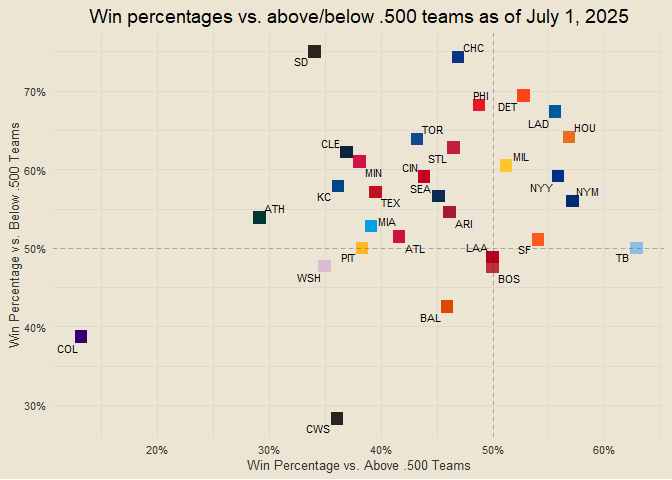 Win percentages vs. above/below .500 teams as of July 1, 2025
Win Percentage vs. Below .500 Teams
70%
60%
50%
40%
30%
SD
CHC
PHI
DET
LAD
HOU
TOR
CLE
STL
MIL
MIN
CIN
KC
SEA
TEX
NYY
NYM
ATH
MIA
ARI
PIT
ATL
LAA
SF
TB
WSH
BOS
BAL
COL
CWS
20%
30%
40%
50%
60%
Win Percentage vs. Above .500 Teams